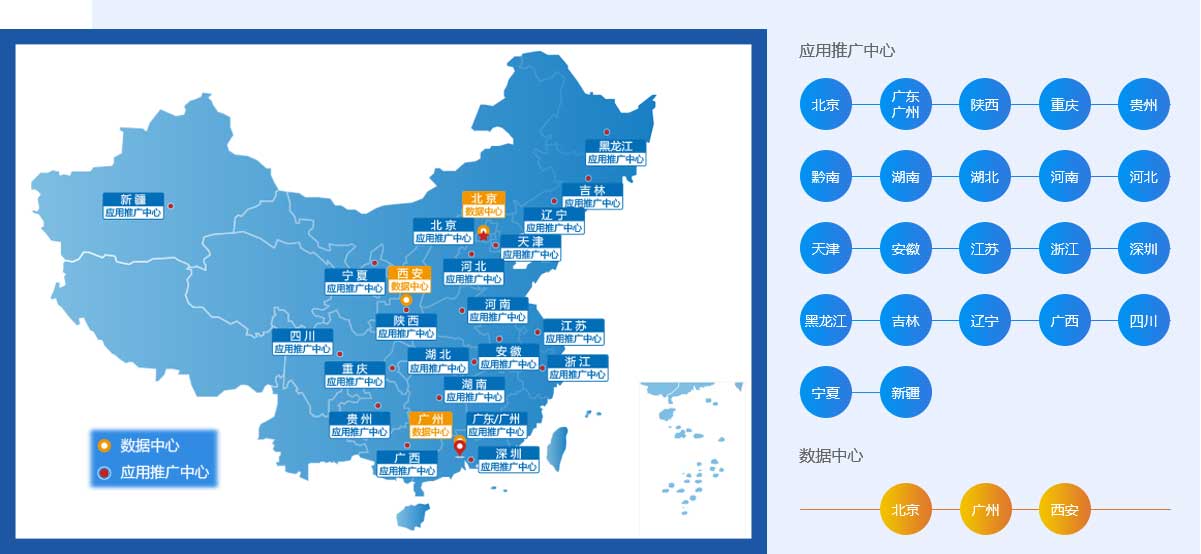 黑龙江
应用推广中心
吉林
应用推广中心
新疆
应用推广中心
北京
数据中心
辽宁
应用推广中心
北京
应用推广中心
天津
应用推广中心
河北
应用推广中心
宁夏
应用推广中心
西安
数据中心
河南
应用推广中心
陕西
应用推广中心
江苏
应用推广中心
四川
应用推广中心
安徽
应用推广中心
湖北
应用推广中心
浙江
应用推广中心
重庆
应用推广中心
湖南
应用推广中心
贵州
应用推广中心
广州
数据中心
广东/广州
应用推广中心
广西
应用推广中心
深圳
应用推广中心
数据中心
应用推广中心
应用推广中心
北京
广东
广州
陕西
重庆
贵州
黔南
湖南
湖北
河南
河北
天津
安徽
江苏
浙江
深圳
黑龙江
吉林
辽宁
广西
四川
宁夏
新疆
数据中心
北京
广州
西安